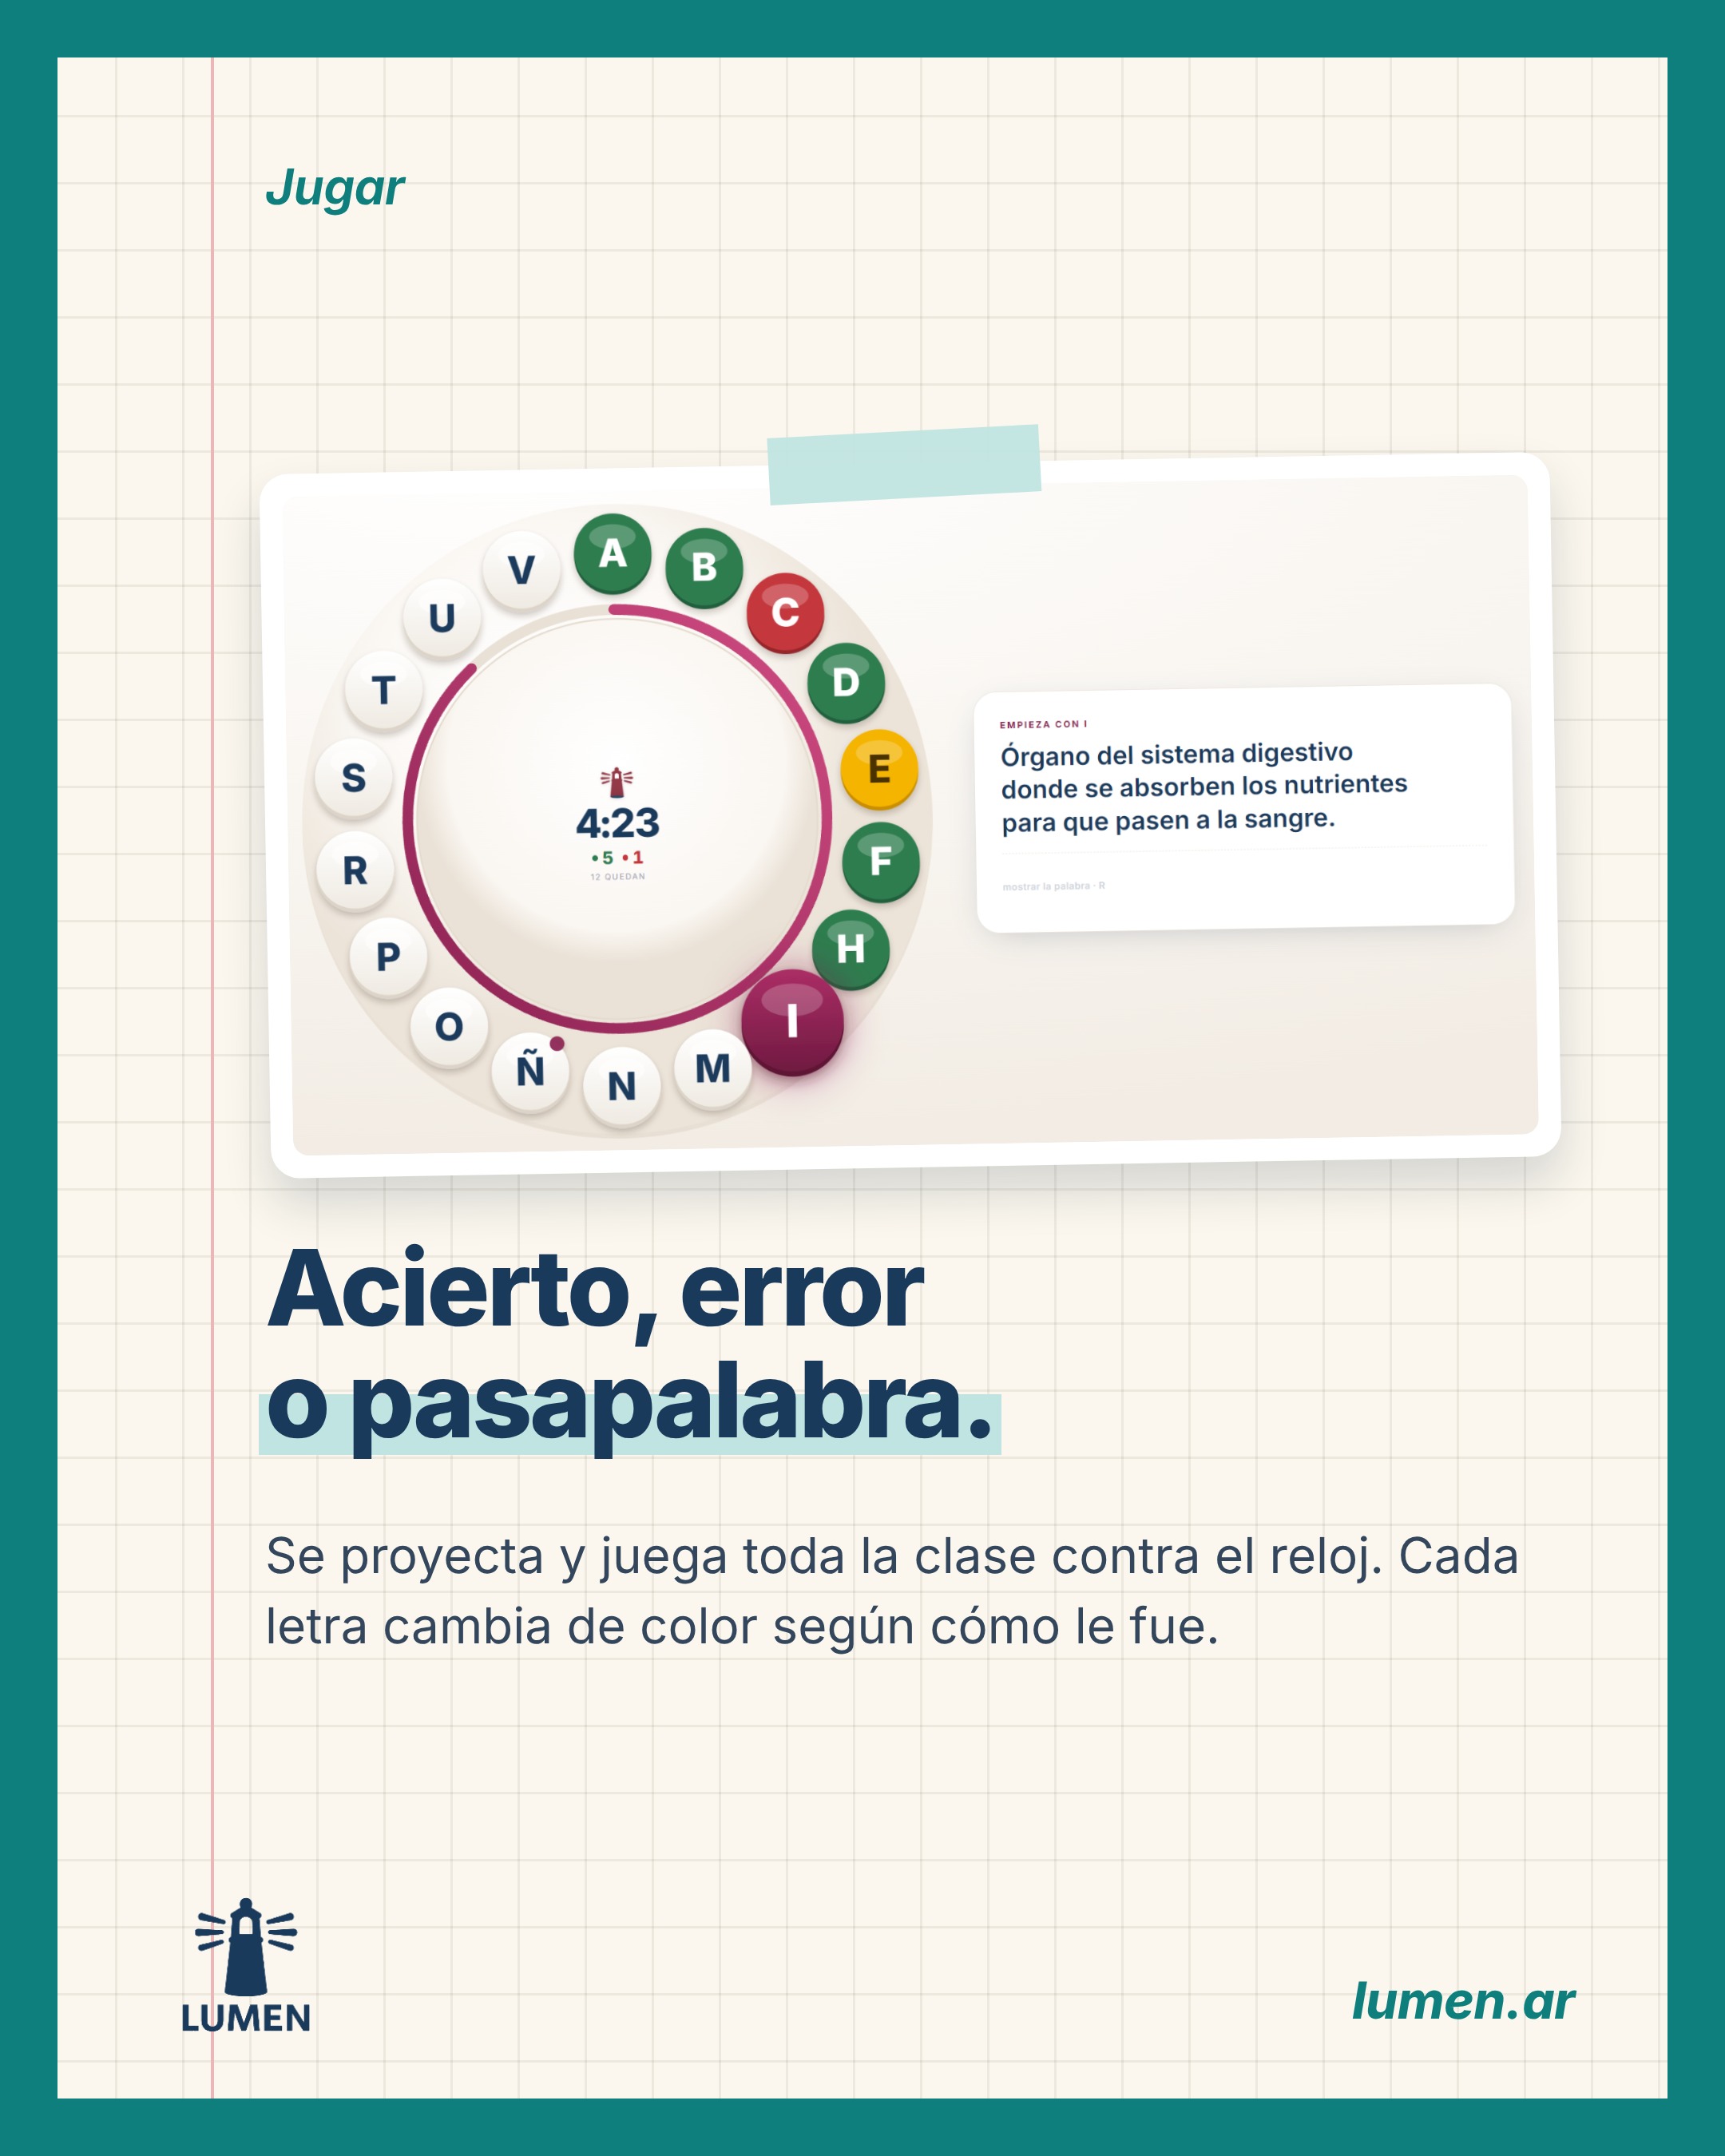 Jugar
A
B
C
D
E
F
H
I
M
N
Ñ
O
P
R
S
T
U
V
4:23
•5 •1
12 QUEDAN
EMPIEZA CON I
Órgano del sistema digestivo
donde se absorben los nutrientes
para que pasen a la sangre.
mostrar la palabra · R
Acierto, error
o pasapalabra.
Se proyecta y juega toda la clase contra el reloj. Cada
letra cambia de color según cómo le fue.
LUMEN
lumen.ar